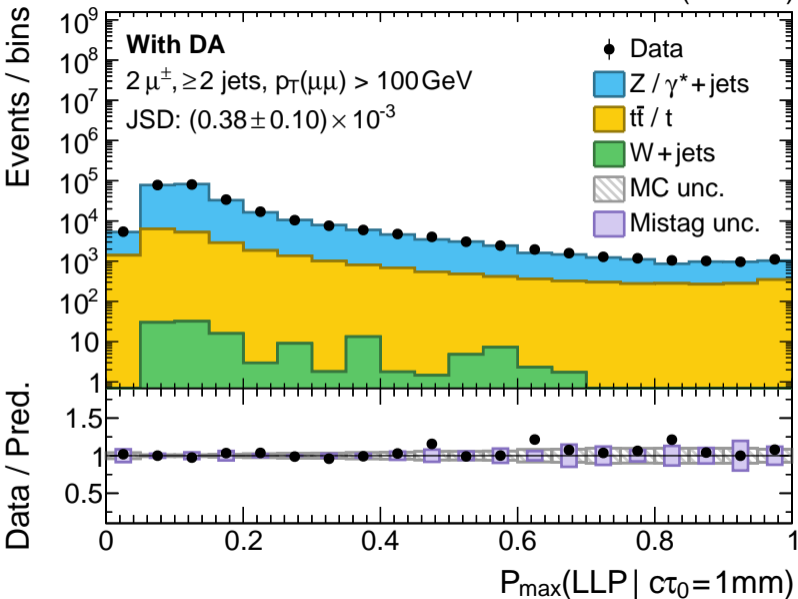 With DA
2 μ±, ≥2 jets, pT(μμ) > 100 GeV
JSD: (0.38 ± 0.10) × 10-3
Data
Z / γ* + jets
tt̄ / t
W + jets
MC unc.
Mistag unc.
Events / bins
10⁹
10⁸
10⁷
10⁶
10⁵
10⁴
10³
10²
10
1
Data / Pred.
1.5
1
0.5
0 0.2 0.4 0.6 0.8 1
Pmax(LLP | cτ0 = 1mm)